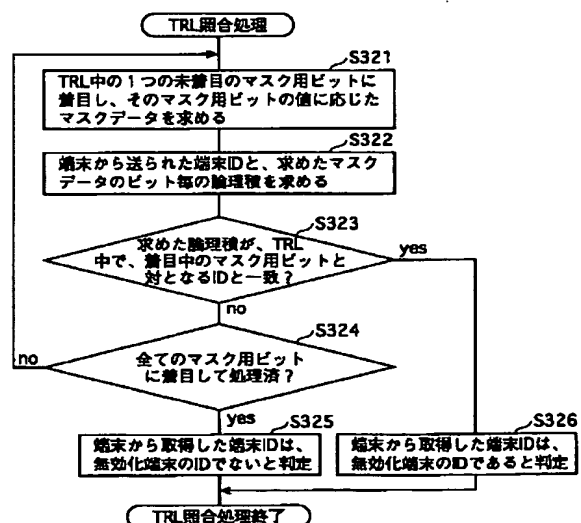 TRL照合処理
S321
TRL中の1つの未着目のマスク用ビットに
着目し、そのマスク用ビットの値に応じた
マスクデータを求める
S322
端末から送られた端末IDと、求めたマスク
データのビット毎の論理積を求める
S323
求めた論理積が、TRL
中で、着目中のマスク用ビットと
対となるIDと一致?
yes
no
S324
全てのマスク用ビット
に着目して処理済?
no
yes
S325
端末から取得した端末IDは、
無効化端末のIDでないと判定
S326
端末から取得した端末IDは、
無効化端末のIDであると判定
TRL照合処理終了